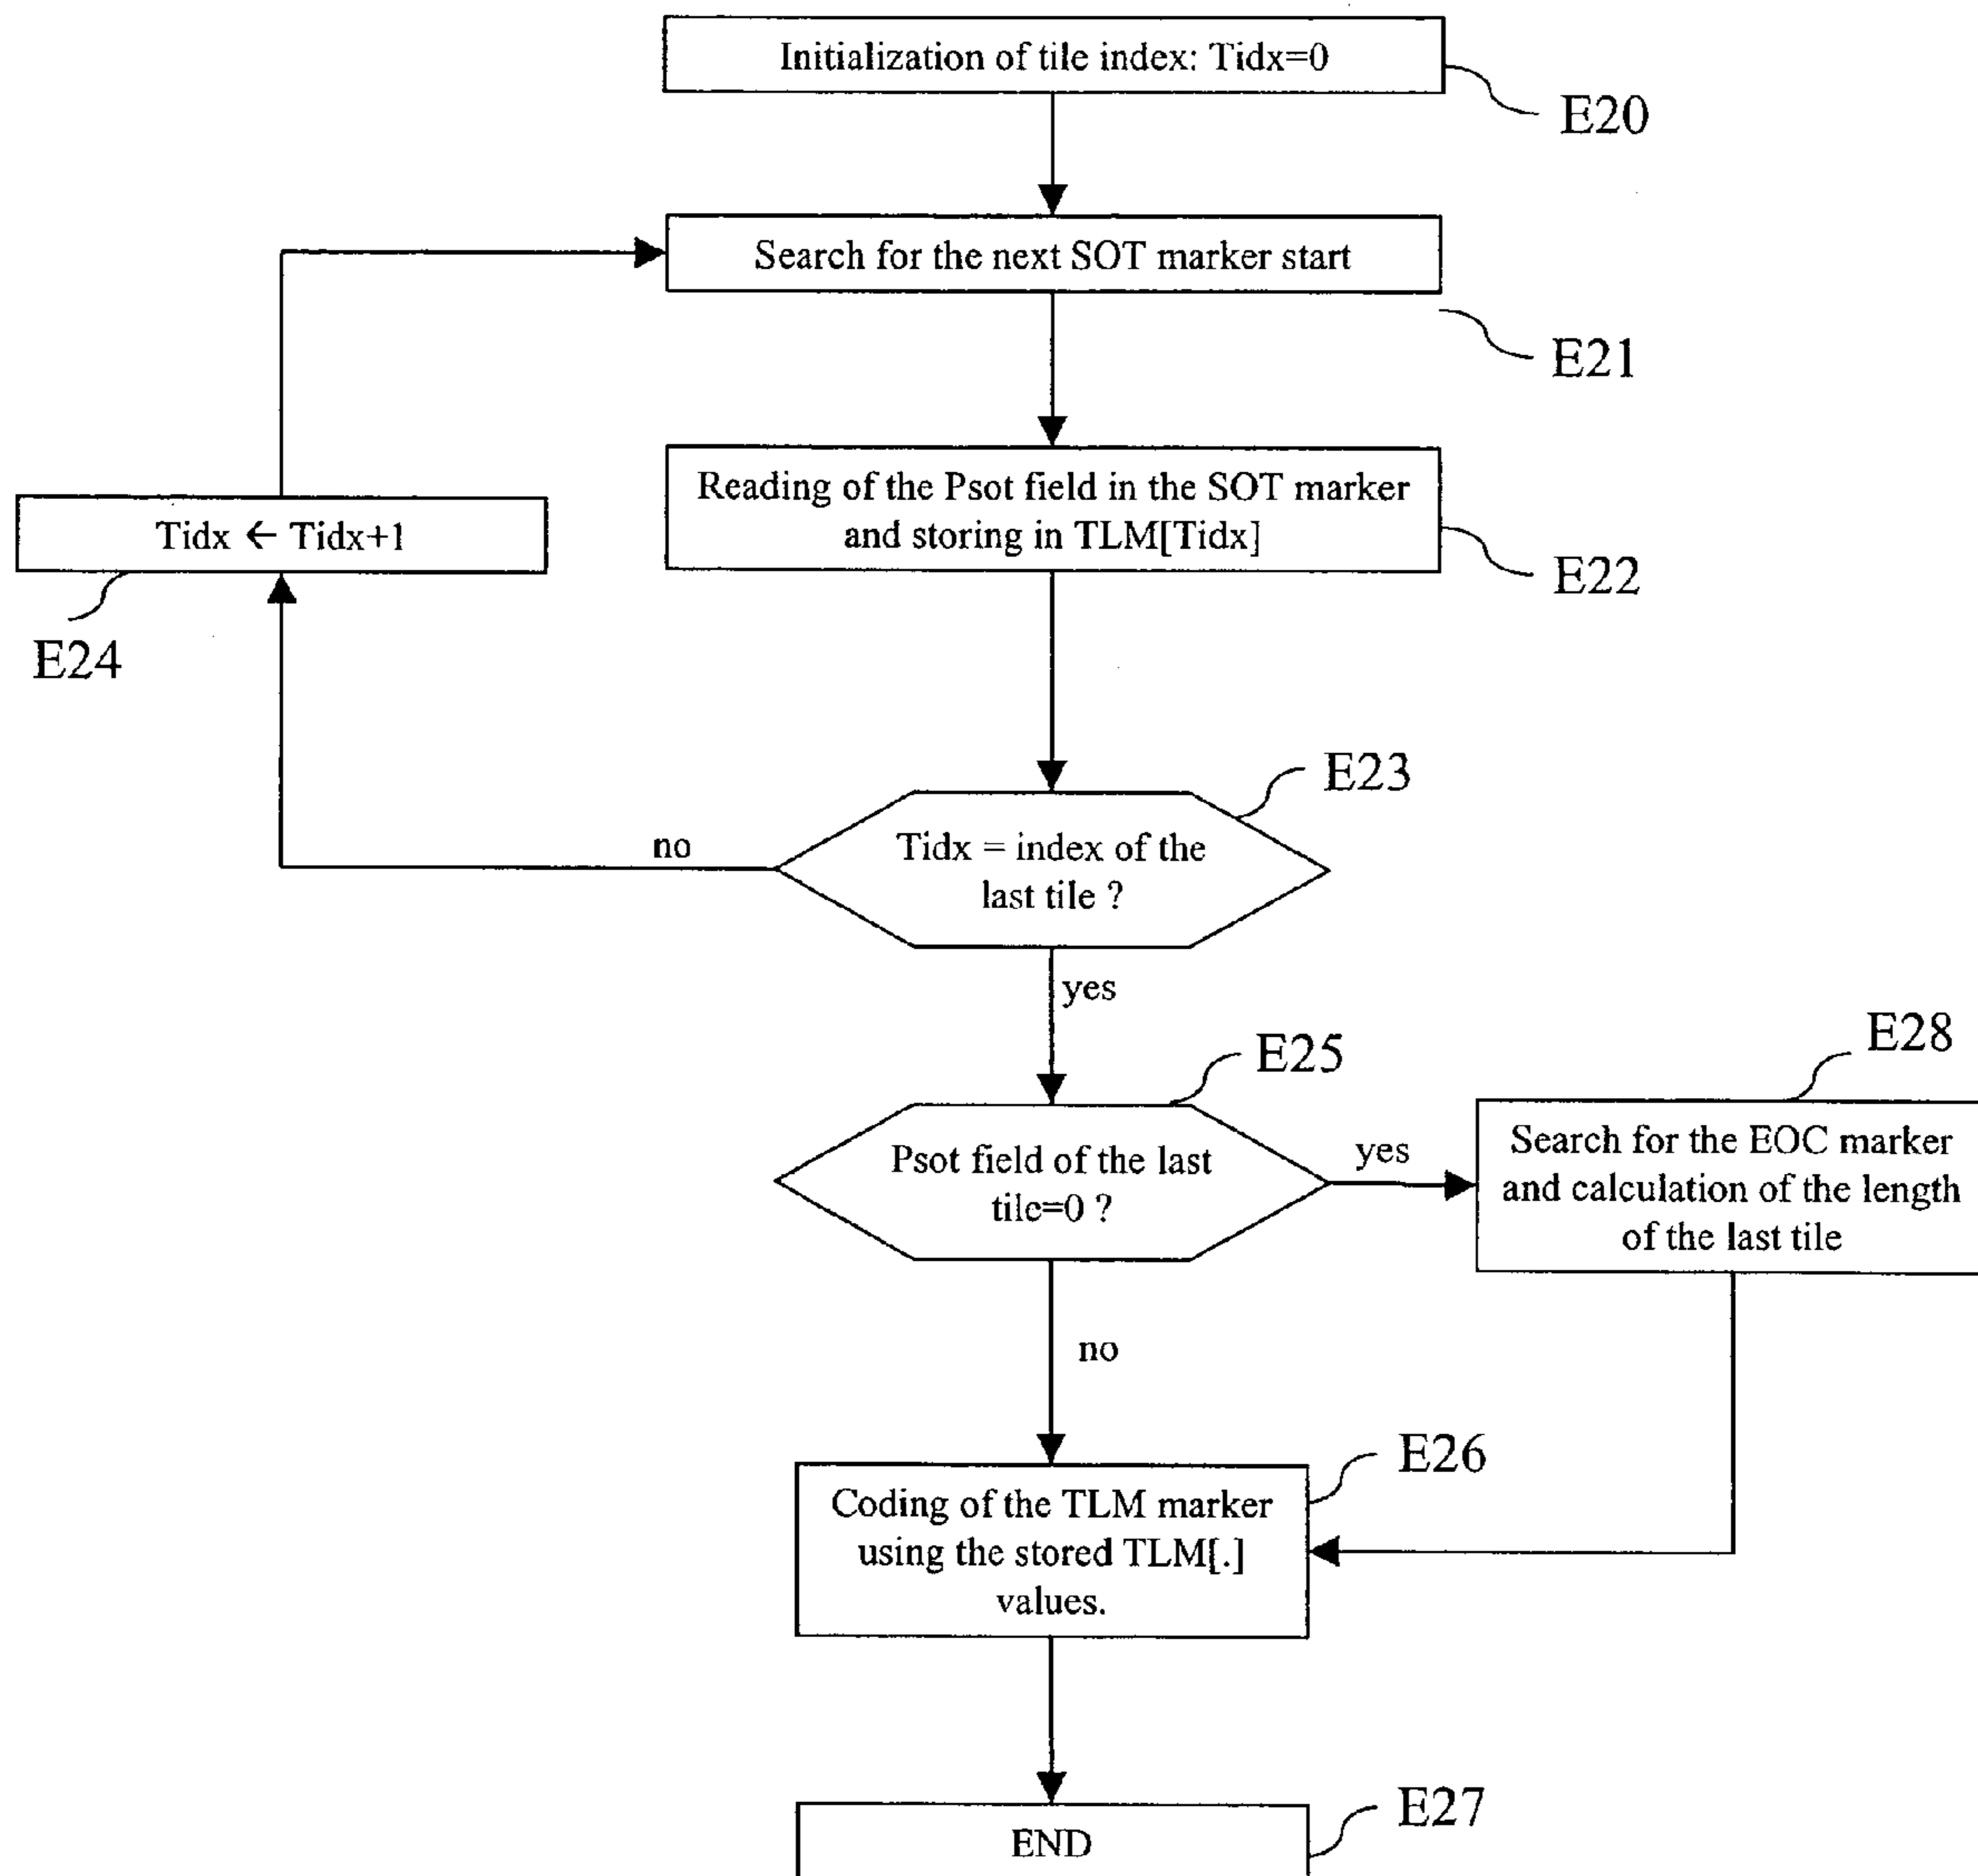 Initialization of tile index: Tidx=0
E20
Search for the next SOT marker start
E21
Reading of the Psot field in the SOT marker
and storing in TLM[Tidx]
E22
Tidx ← Tidx+1
E24
E23
Tidx = index of the
last tile ?
no
yes
E25
E28
Psot field of the last
tile=0 ?
yes
Search for the EOC marker
and calculation of the length
of the last tile
no
E26
Coding of the TLM marker
using the stored TLM[.]
values.
E27
END